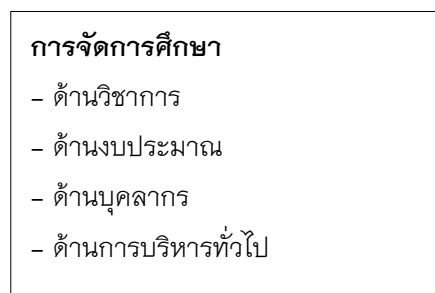 การจัดการศึกษา
– ด้านวิชาการ
– ด้านงบประมาณ
– ด้านบุคลากร
– ด้านการบริหารทั่วไป